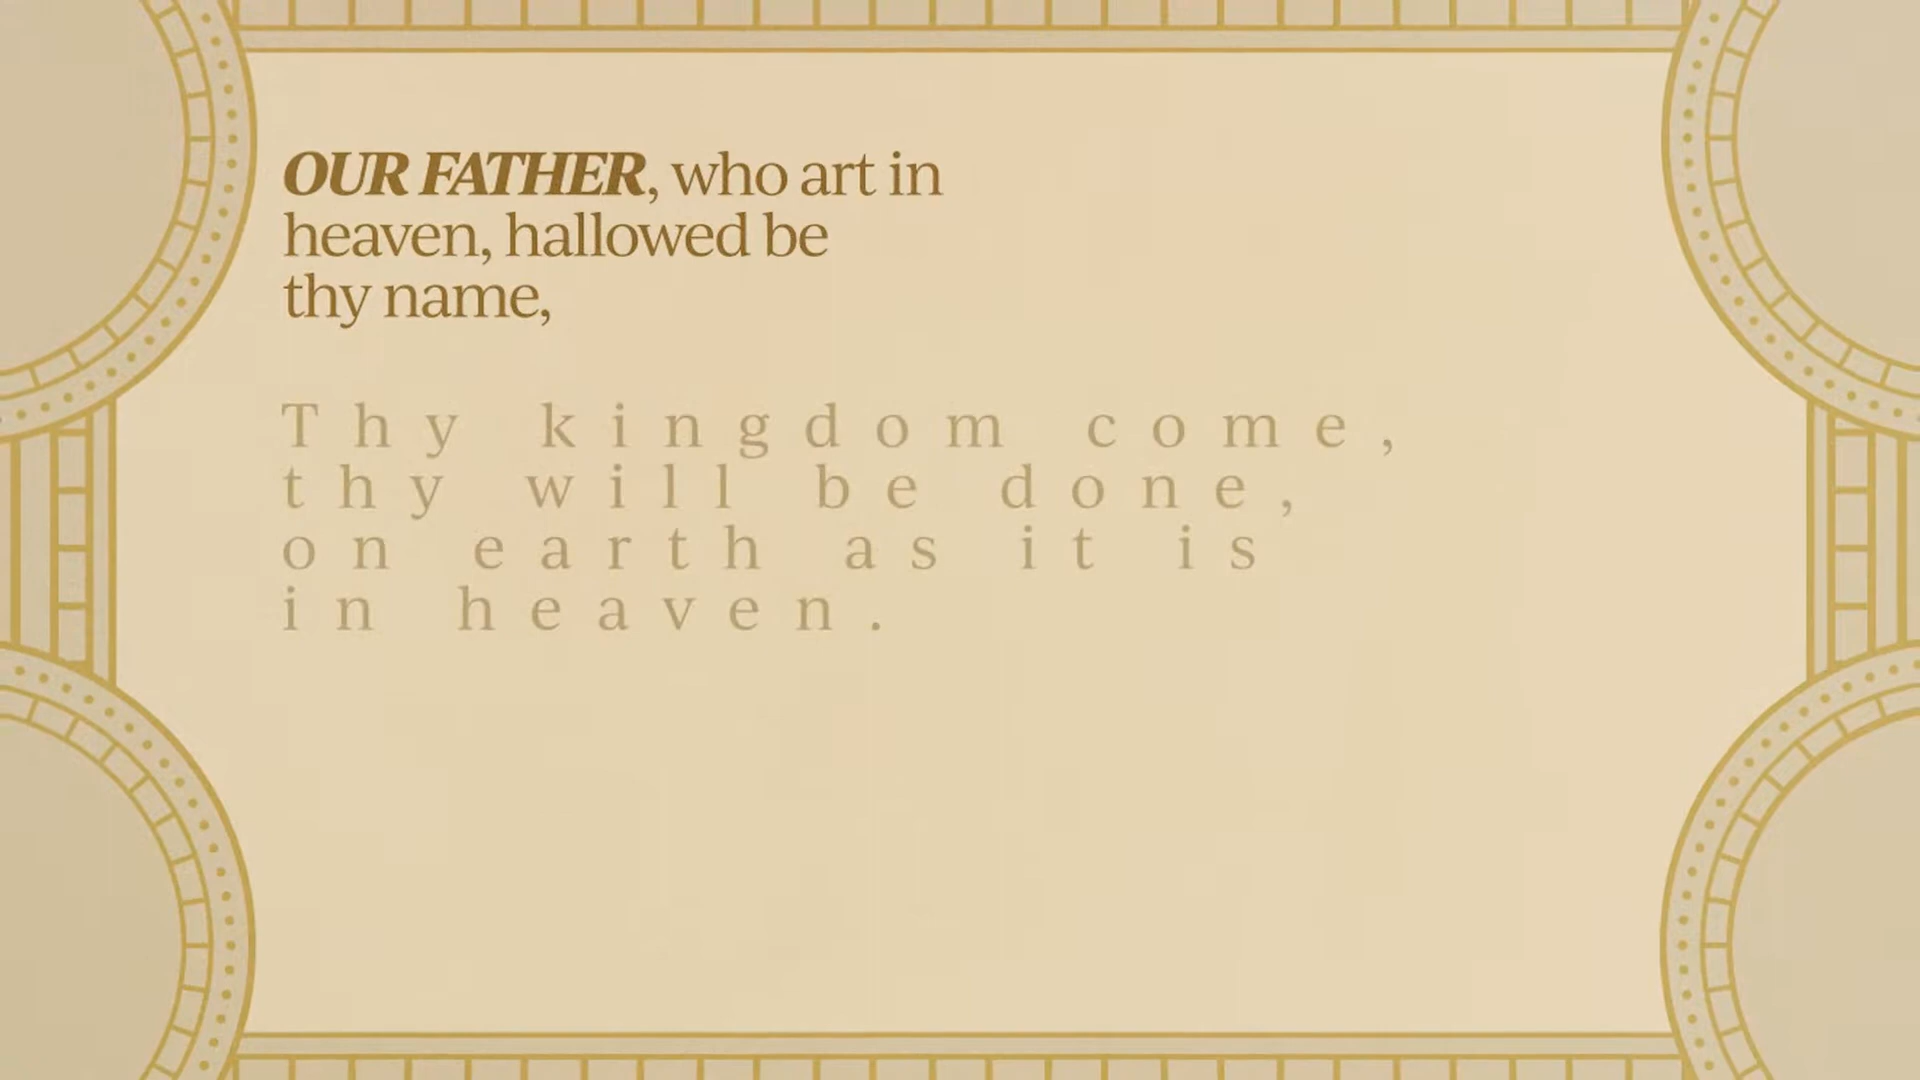 OUR FATHER, who art in
heaven, hallowed be
thy name,
Thy kingdom come,
thy will be done,
on earth as it is
in heaven.